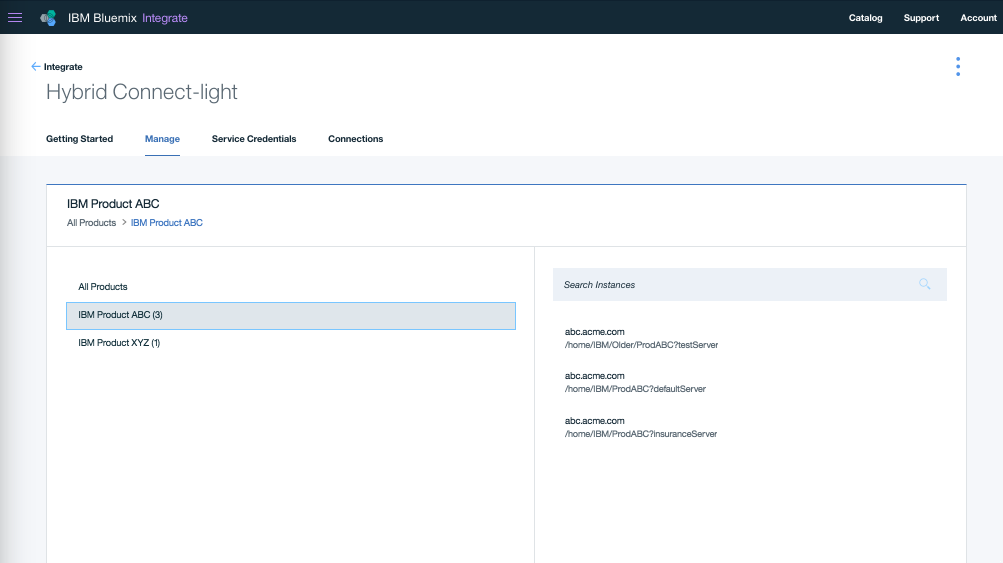 IBM Bluemix Integrate
Catalog Support Account
Integrate
Hybrid Connect-light
Getting Started Manage Service Credentials Connections
IBM Product ABC
All Products > IBM Product ABC
All Products
IBM Product ABC (3)
IBM Product XYZ (1)
Search Instances
abc.acme.com
/home/IBM/Older/ProdABC?testServer
abc.acme.com
/home/IBM/ProdABC?defaultServer
abc.acme.com
/home/IBM/ProdABC?insuranceServer